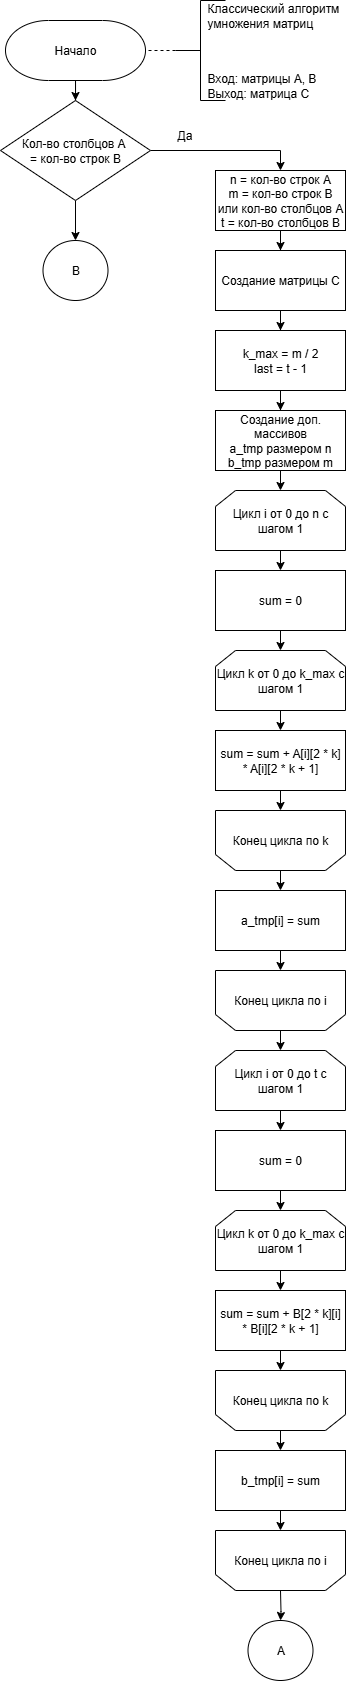 Классический алгоритм
умножения матриц
Вход: матрицы A, B
Выход: матрица C
Начало
Кол-во столбцов A
= кол-во строк B
Да
B
n = кол-во строк A
m = кол-во строк B
или кол-во столбцов A
t = кол-во столбцов B
Создание матрицы C
k_max = m / 2
last = t - 1
Создание доп.
массивов
a_tmp размером n
b_tmp размером m
Цикл i от 0 до n с
шагом 1
sum = 0
Цикл k от 0 до k_max с
шагом 1
sum = sum + A[i][2 * k]
* A[i][2 * k + 1]
Конец цикла по k
a_tmp[i] = sum
Конец цикла по i
Цикл i от 0 до t с
шагом 1
sum = 0
Цикл k от 0 до k_max с
шагом 1
sum = sum + B[2 * k][i]
* B[i][2 * k + 1]
Конец цикла по k
b_tmp[i] = sum
Конец цикла по i
A